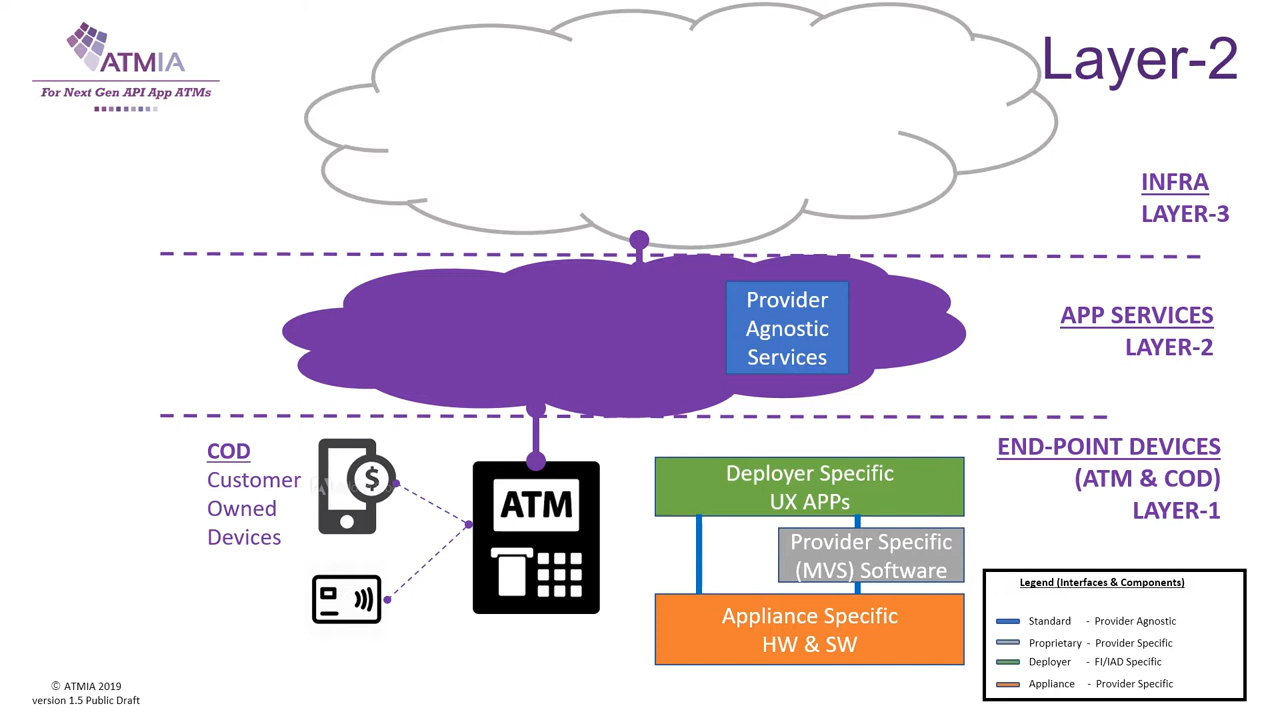 ATMIA
For Next Gen API App ATMs
Layer-2
INFRA
LAYER-3
Provider
Agnostic
Services
APP SERVICES
LAYER-2
COD
Customer
Owned
Devices
$
ATM
Deployer Specific
UX APPs
Provider Specific
(MVS) Software
Appliance Specific
HW & SW
END-POINT DEVICES
(ATM & COD)
LAYER-1
Legend (Interfaces & Components)
Standard - Provider Agnostic
Proprietary - Provider Specific
Deployer - FI/IAD Specific
Appliance - Provider Specific
© ATMIA 2019
version 1.5 Public Draft